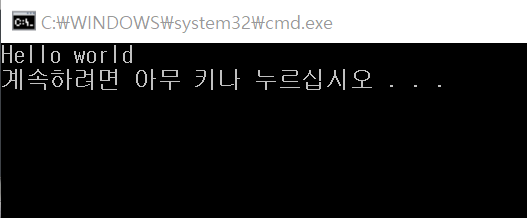 C:₩WINDOWS₩system32₩cmd.exe
Hello world
계속하려면 아무 키나 누르십시오 . . .